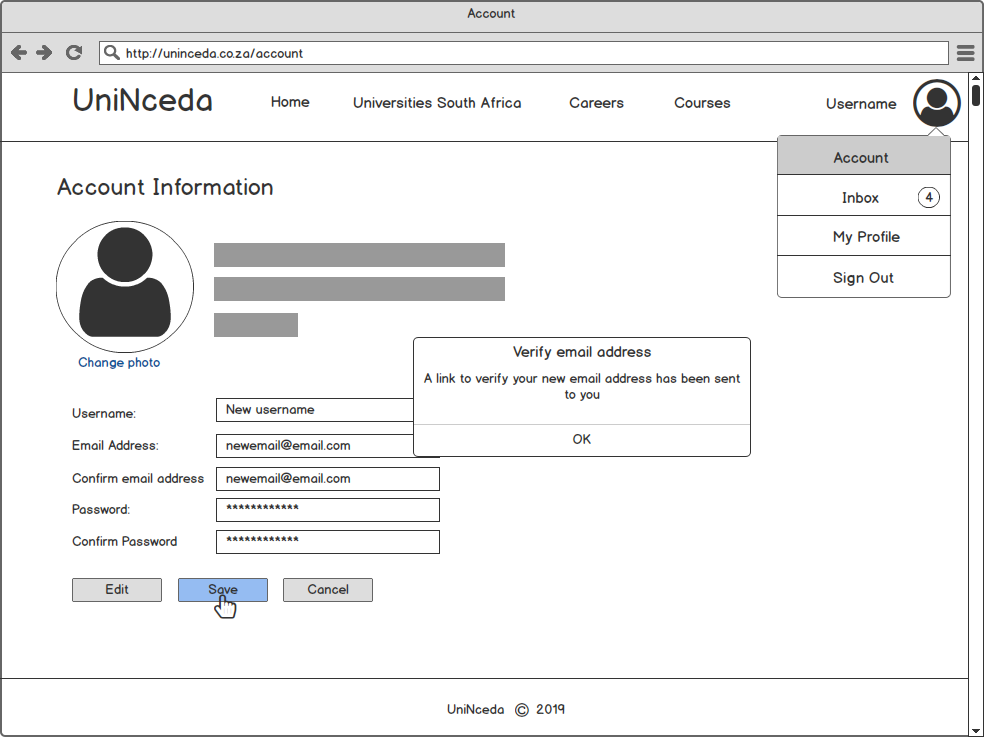 Account
http://uninceda.co.za/account
UniNceda
Home
Universities South Africa
Careers
Courses
Username
Account
Inbox
4
My Profile
Sign Out
Account Information
Change photo
Verify email address
A link to verify your new email address has been sent
to you
OK
Username:
New username
Email Address:
newemail@email.com
Confirm email address
newemail@email.com
Password:
************
Confirm Password
************
Edit
Save
Cancel
UniNceda © 2019